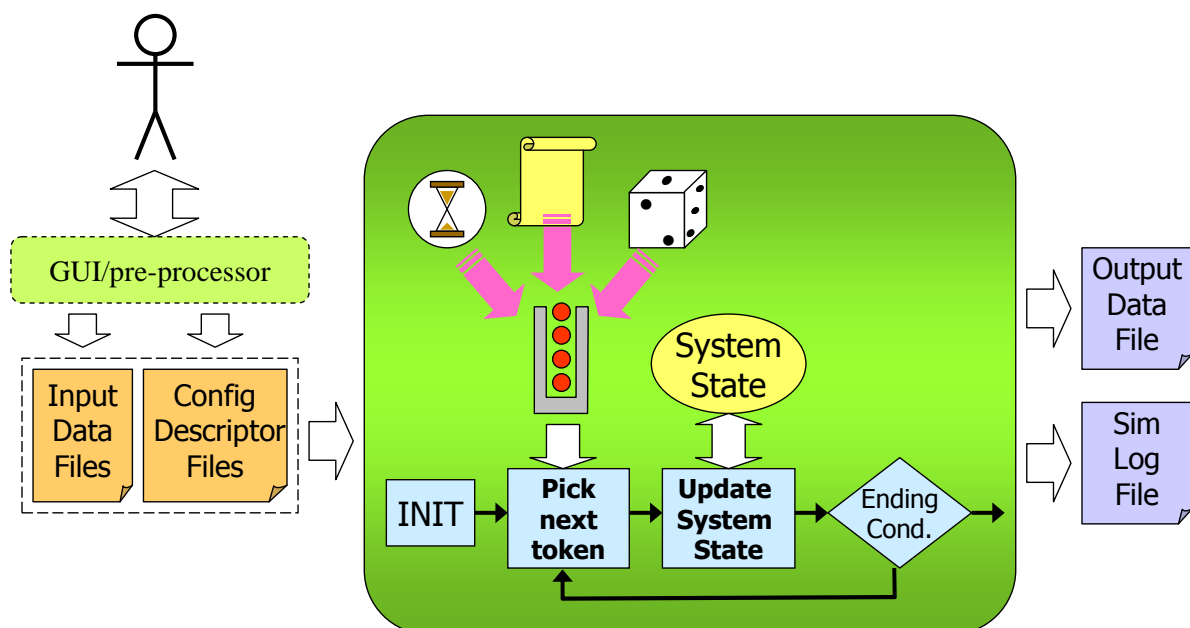 GUI/pre-processor
Input
Data
Files
Config
Descriptor
Files
System
State
INIT
Pick
next
token
Update
System
State
Ending
Cond.
Output
Data
File
Sim
Log
File